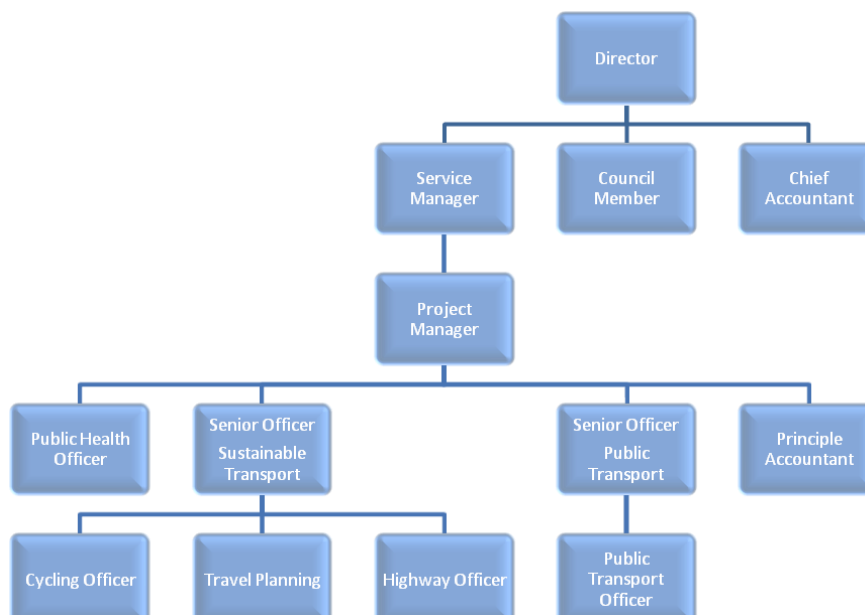 Director
Service
Manager
Council
Member
Chief
Accountant
Project
Manager
Public Health
Officer
Senior Officer
Sustainable
Transport
Senior Officer
Public
Transport
Principle
Accountant
Cycling Officer
Travel Planning
Highway Officer
Public
Transport
Officer